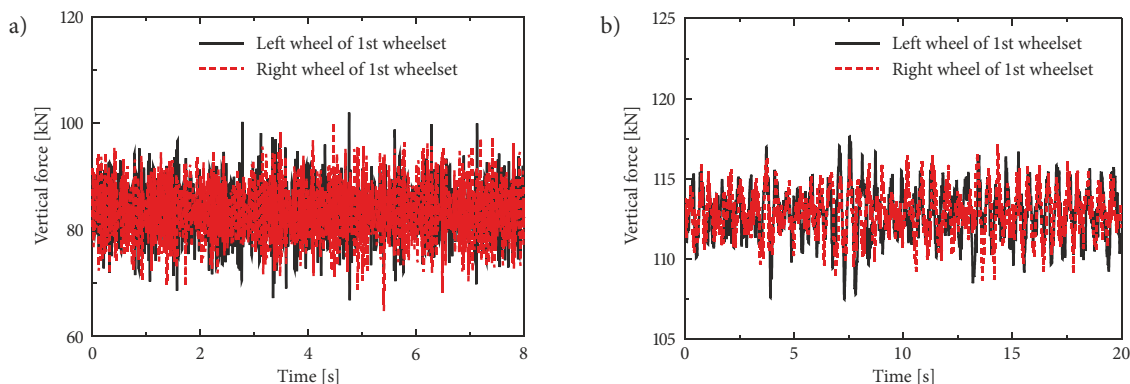 a)
120
100
80
60
Vertical force [kN]
Left wheel of 1st wheelset
Right wheel of 1st wheelset
0 2 4 6 8
Time [s]
b)
125
120
115
110
105
Vertical force [kN]
Left wheel of 1st wheelset
Right wheel of 1st wheelset
0 5 10 15 20
Time [s]